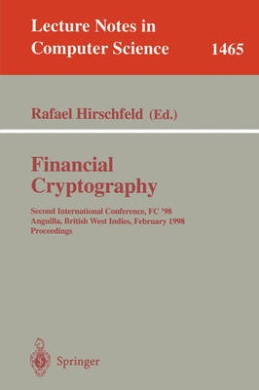 Lecture Notes in
Computer Science 1465
Rafael Hirschfeld (Ed.)
Financial
Cryptography
Second International Conference, FC '98
Anguilla, British West Indies, February 1998
Proceedings
Springer